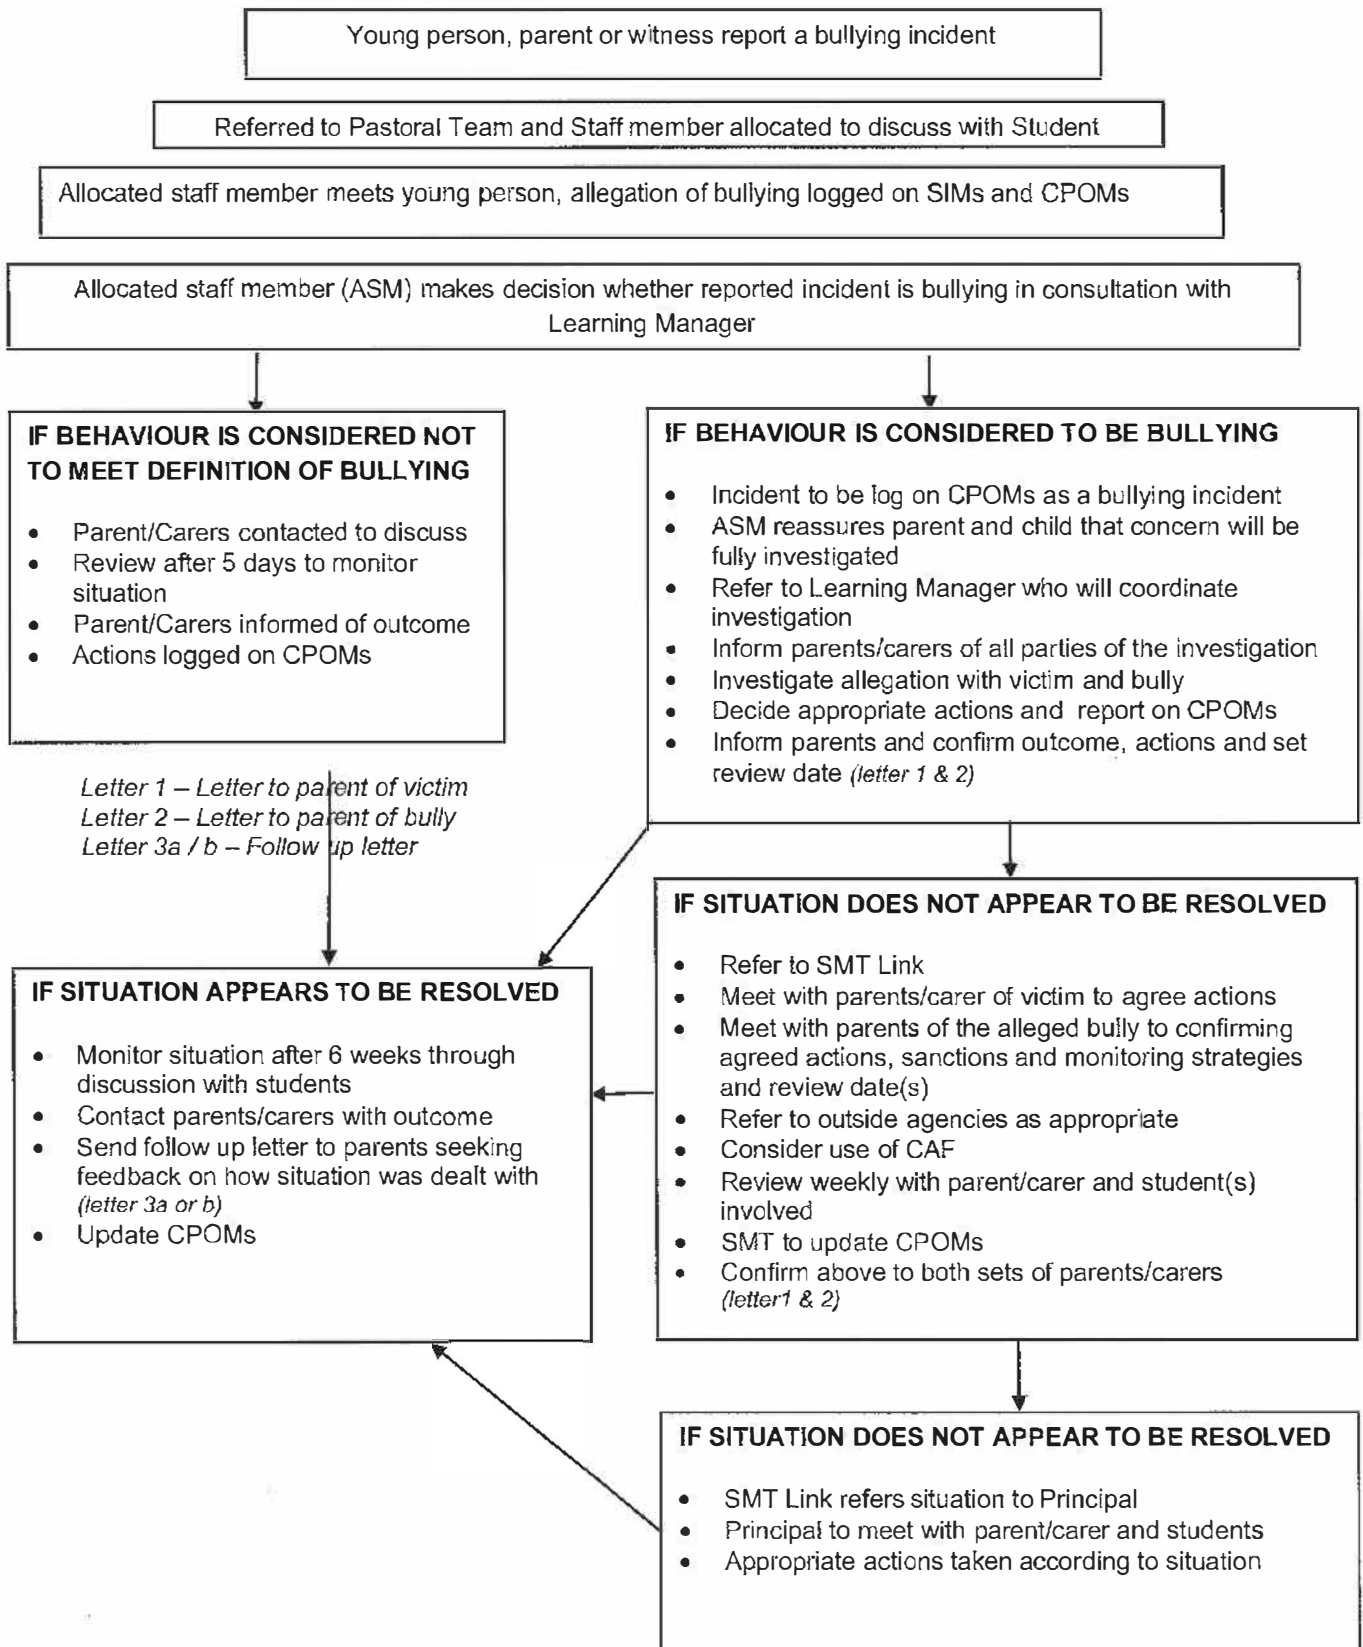 Young person, parent or witness report a bullying incident
Referred to Pastoral Team and Staff member allocated to discuss with Student
Allocated staff member meets young person, allegation of bullying logged on SIMs and CPOMs
Allocated staff member (ASM) makes decision whether reported incident is bullying in consultation with
Learning Manager
IF BEHAVIOUR IS CONSIDERED NOT
TO MEET DEFINITION OF BULLYING
• Parent/Carers contacted to discuss
• Review after 5 days to monitor
situation
• Parent/Carers informed of outcome
• Actions logged on CPOMs
IF BEHAVIOUR IS CONSIDERED TO BE BULLYING
• Incident to be log on CPOMs as a bullying incident
• ASM reassures parent and child that concern will be
fully investigated
• Refer to Learning Manager who will coordinate
investigation
• Inform parents/carers of all parties of the investigation
• Investigate allegation with victim and bully
• Decide appropriate actions and report on CPOMs
• Inform parents and confirm outcome, actions and set
review date (letter 1 & 2)
Letter 1 – Letter to parent of victim
Letter 2 – Letter to parent of bully
Letter 3a / b – Follow up letter
IF SITUATION APPEARS TO BE RESOLVED
• Monitor situation after 6 weeks through
discussion with students
• Contact parents/carers with outcome
• Send follow up letter to parents seeking
feedback on how situation was dealt with
(letter 3a or b)
• Update CPOMs
IF SITUATION DOES NOT APPEAR TO BE RESOLVED
• Refer to SMT Link
• Meet with parents/carer of victim to agree actions
• Meet with parents of the alleged bully to confirming
agreed actions, sanctions and monitoring strategies
and review date(s)
• Refer to outside agencies as appropriate
• Consider use of CAF
• Review weekly with parent/carer and student(s)
involved
• SMT to update CPOMs
• Confirm above to both sets of parents/carers
(letter1 & 2)
IF SITUATION DOES NOT APPEAR TO BE RESOLVED
• SMT Link refers situation to Principal
• Principal to meet with parent/carer and students
• Appropriate actions taken according to situation